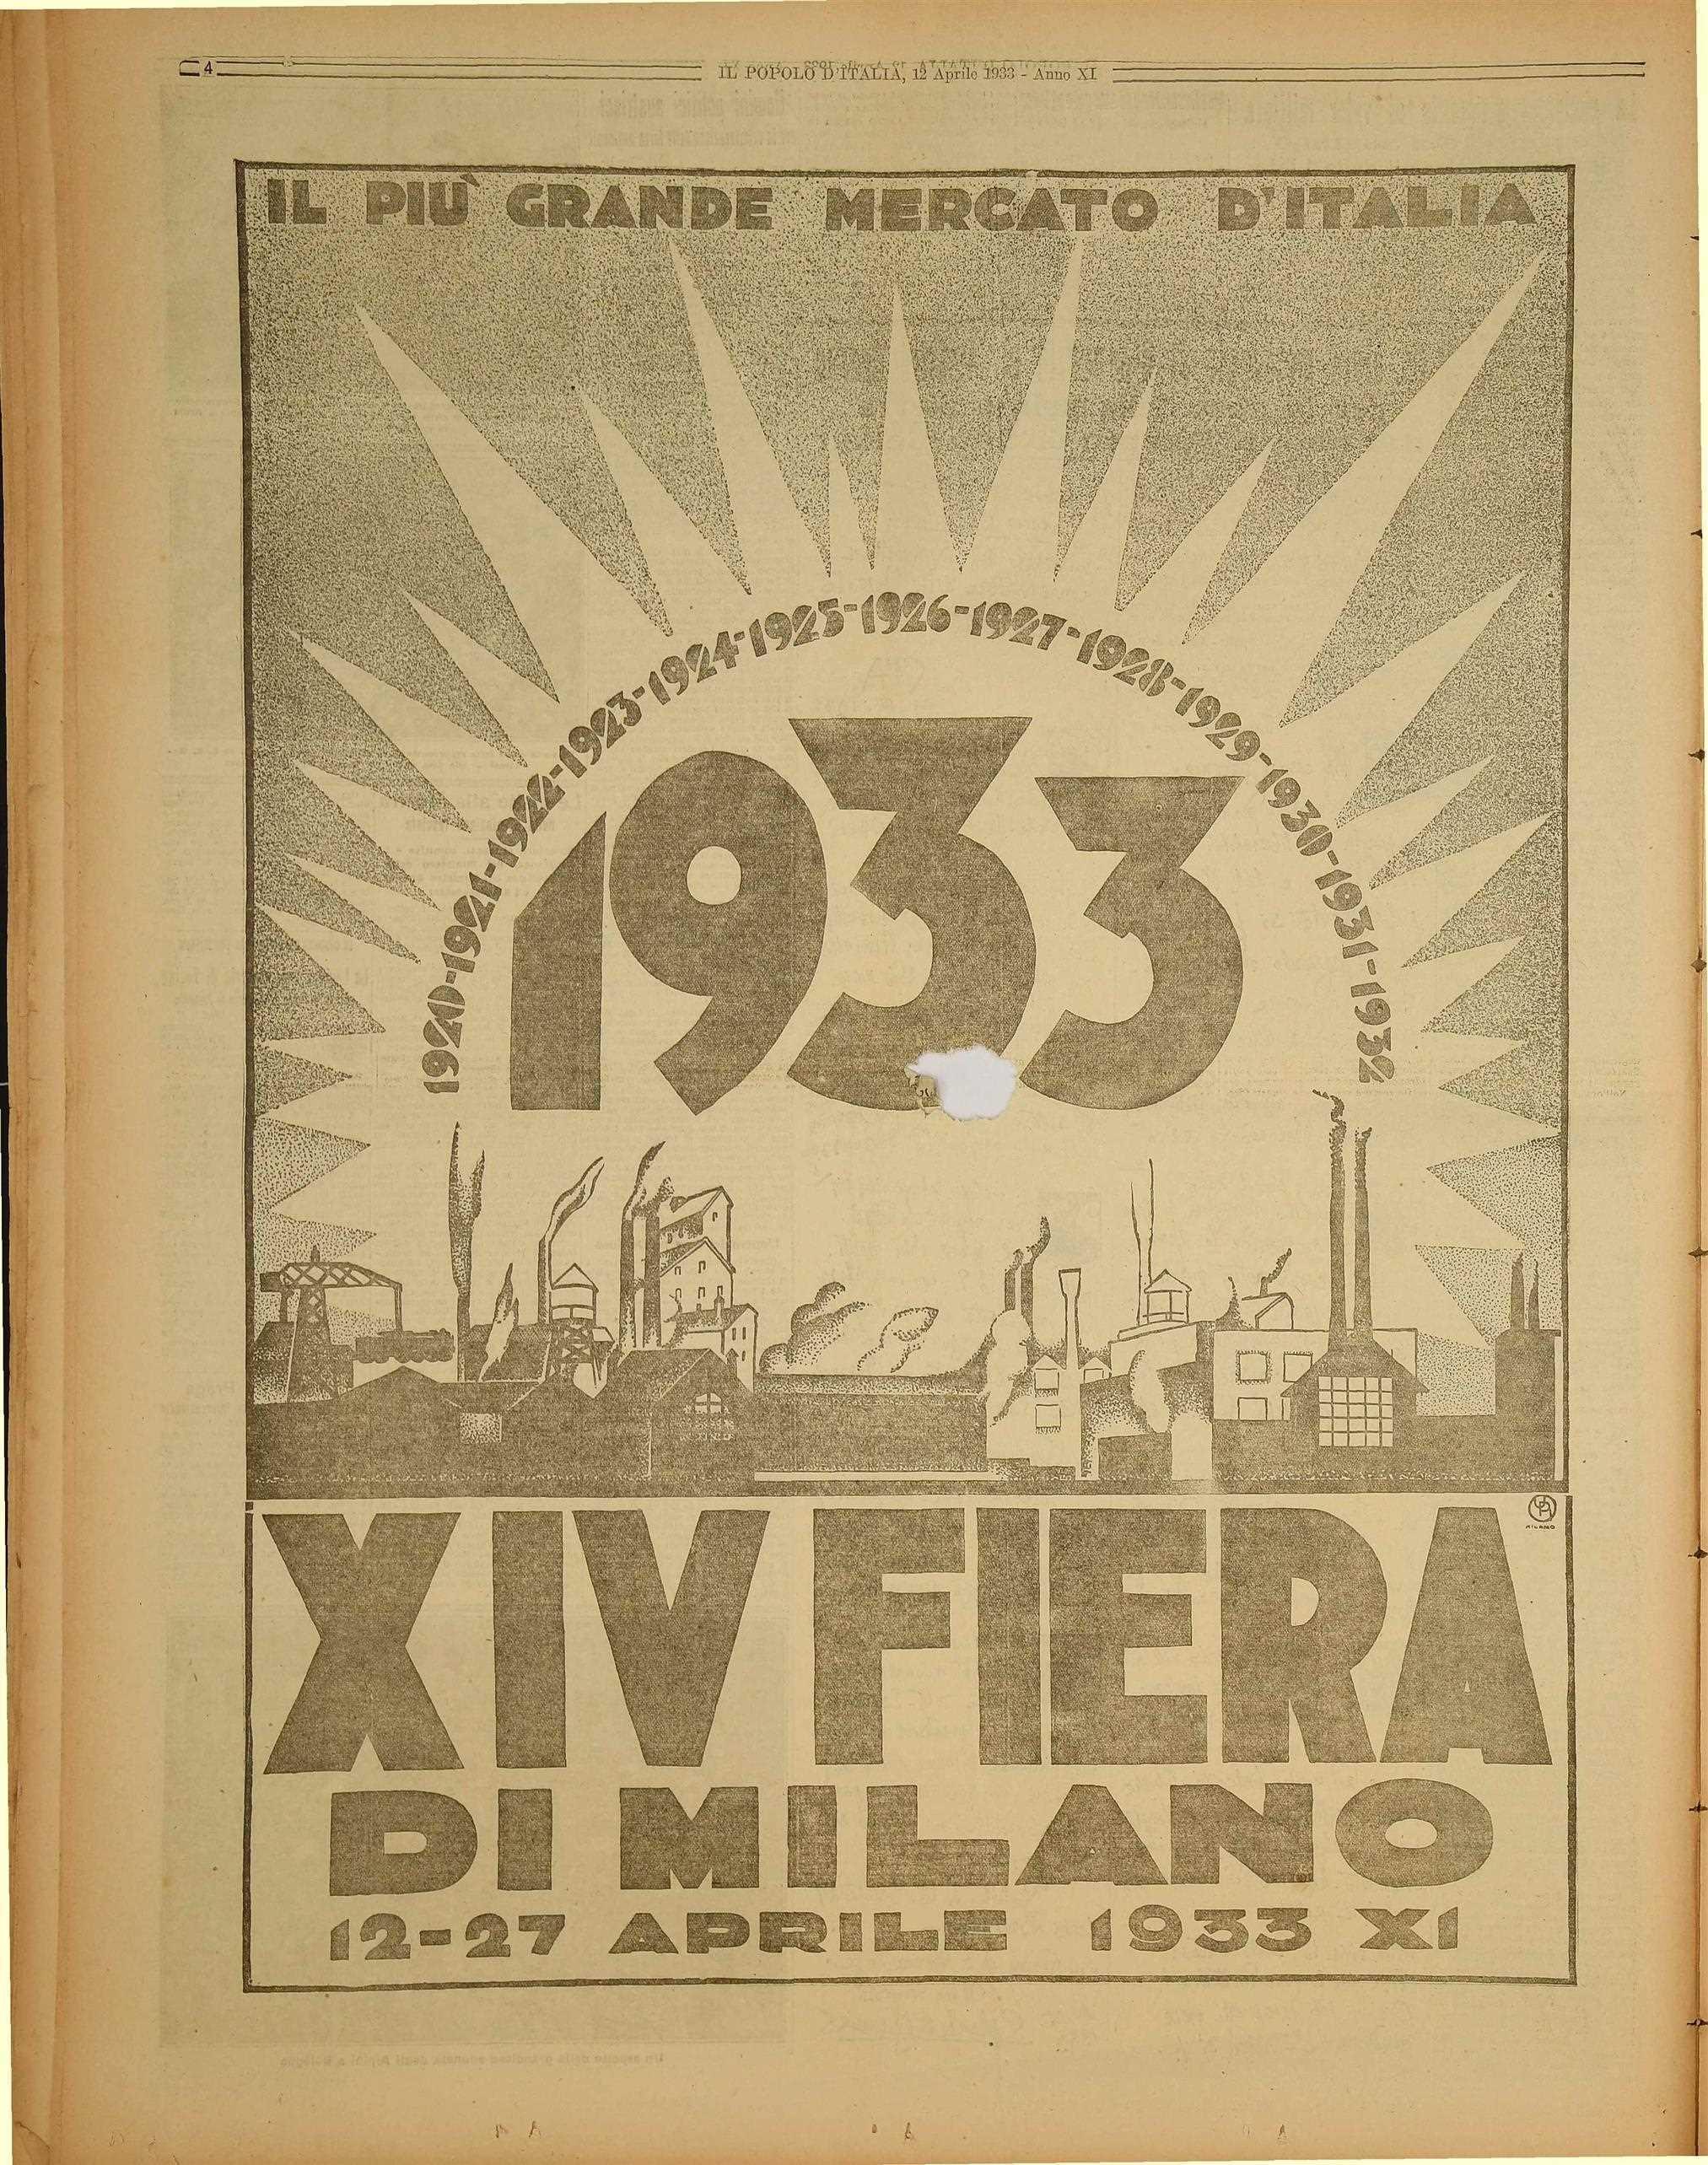 4
IL POPOLO D'ITALIA, 12 Aprile 1933 - Anno XI
IL PIÙ GRANDE MERCATO D'ITALIA
1920-1921-1922-1923-1924-1925-1926-1927-1928-1929-1930-1931-1932
1933
MILANO
XIV FIERA
DI MILANO
12-27 APRILE 1933 XI